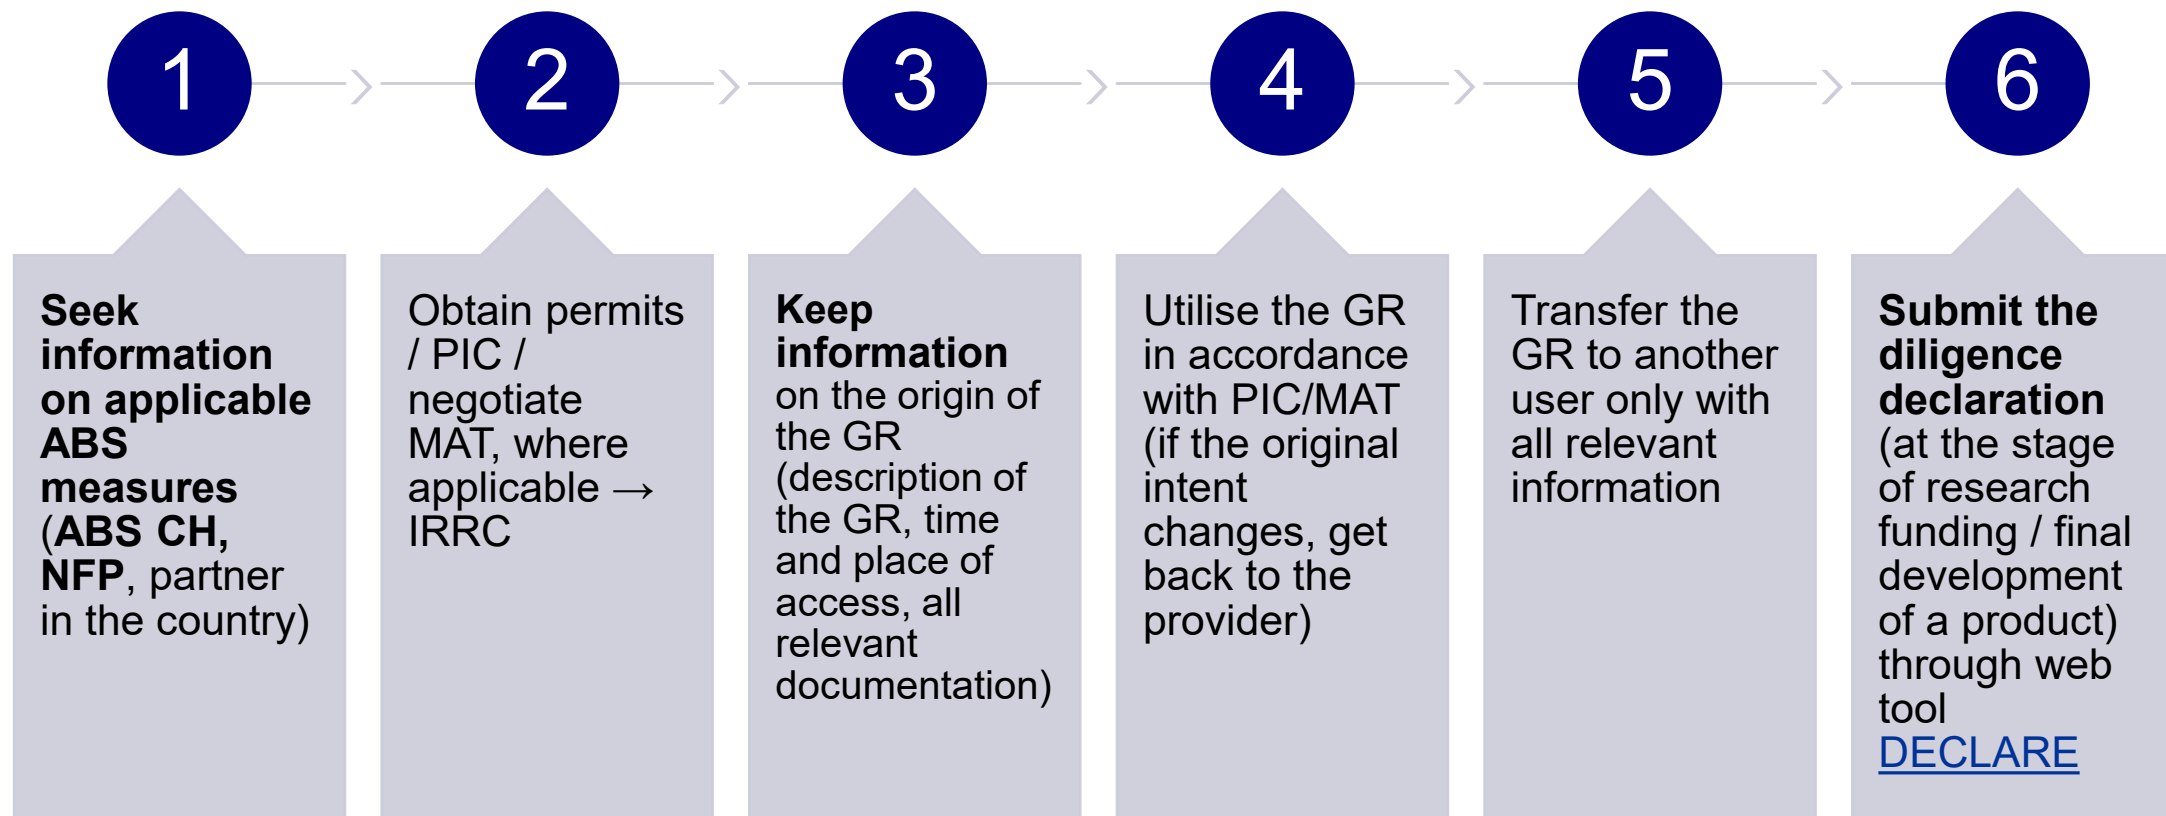 1
2
3
4
5
6
Seek
information
on applicable
ABS
measures
(ABS CH,
NFP, partner
in the country)
Obtain permits
/ PIC /
negotiate
MAT, where
applicable →
IRRC
Keep
information
on the origin of
the GR
(description of
the GR, time
and place of
access, all
relevant
documentation)
Utilise the GR
in accordance
with PIC/MAT
(if the original
intent
changes, get
back to the
provider)
Transfer the
GR to another
user only with
all relevant
information
Submit the
diligence
declaration
(at the stage
of research
funding / final
development
of a product)
through web
tool
DECLARE